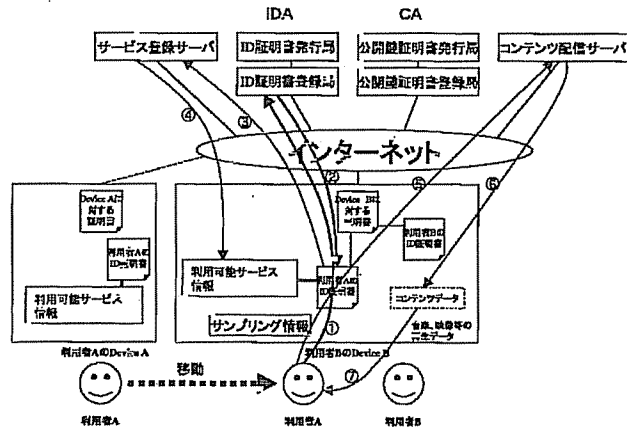 IDA
CA
サービス登録サーバ
ID証明書発行局
公開鍵証明書発行局
コンテンツ配信サーバ
ID証明書登録局
公開鍵証明書登録局
④
③
インターネット
②
⑤
⑥
Device Aに
対する
証明書
Device Bに
対する
証明書
利用者Aの
ID証明書
利用者Bの
ID証明書
利用可能サービス
情報
利用可能サービス
情報
利用者Aの
ID証明書
コンテンツデータ
サンプリング情報
①
音楽、映像等の
再生データ
利用者AのDevice A
利用者BのDevice B
⑦
移動
利用者A
利用者A
利用者B